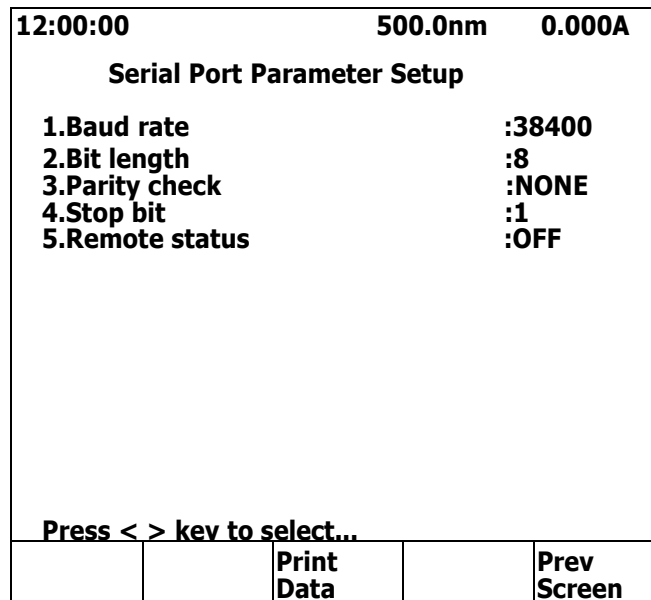 12:00:00 500.0nm 0.000A
Serial Port Parameter Setup
1.Baud rate :38400
2.Bit length :8
3.Parity check :NONE
4.Stop bit :1
5.Remote status :OFF
Press < > key to select...
Print Data
Prev Screen